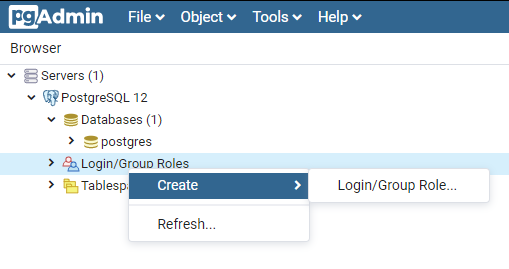 pgAdmin File Object Tools Help
Browser
Servers (1)
PostgreSQL 12
Databases (1)
postgres
Login/Group Roles
Create Login/Group Role...
Tablesp
Refresh...